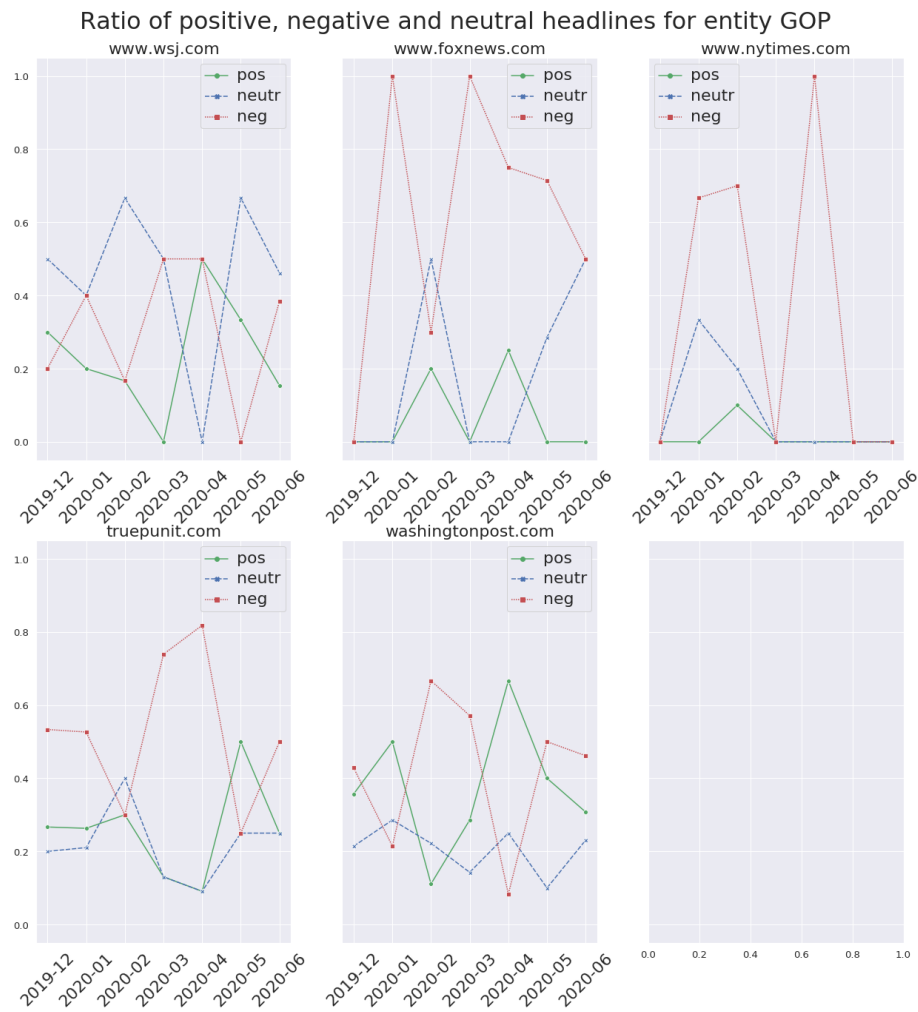 Ratio of positive, negative and neutral headlines for entity GOP
www.wsj.com
www.foxnews.com
www.nytimes.com
1.0
0.8
0.6
0.4
0.2
0.0
pos
neutr
neg
pos
neutr
neg
pos
neutr
neg
2019-12
2020-01
2020-02
2020-03
2020-04
2020-05
2020-06
2019-12
2020-01
2020-02
2020-03
2020-04
2020-05
2020-06
2019-12
2020-01
2020-02
2020-03
2020-04
2020-05
2020-06
truepunit.com
washingtonpost.com
1.0
0.8
0.6
0.4
0.2
0.0
pos
neutr
neg
pos
neutr
neg
2019-12
2020-01
2020-02
2020-03
2020-04
2020-05
2020-06
2019-12
2020-01
2020-02
2020-03
2020-04
2020-05
2020-06
0.0
0.2
0.4
0.6
0.8
1.0